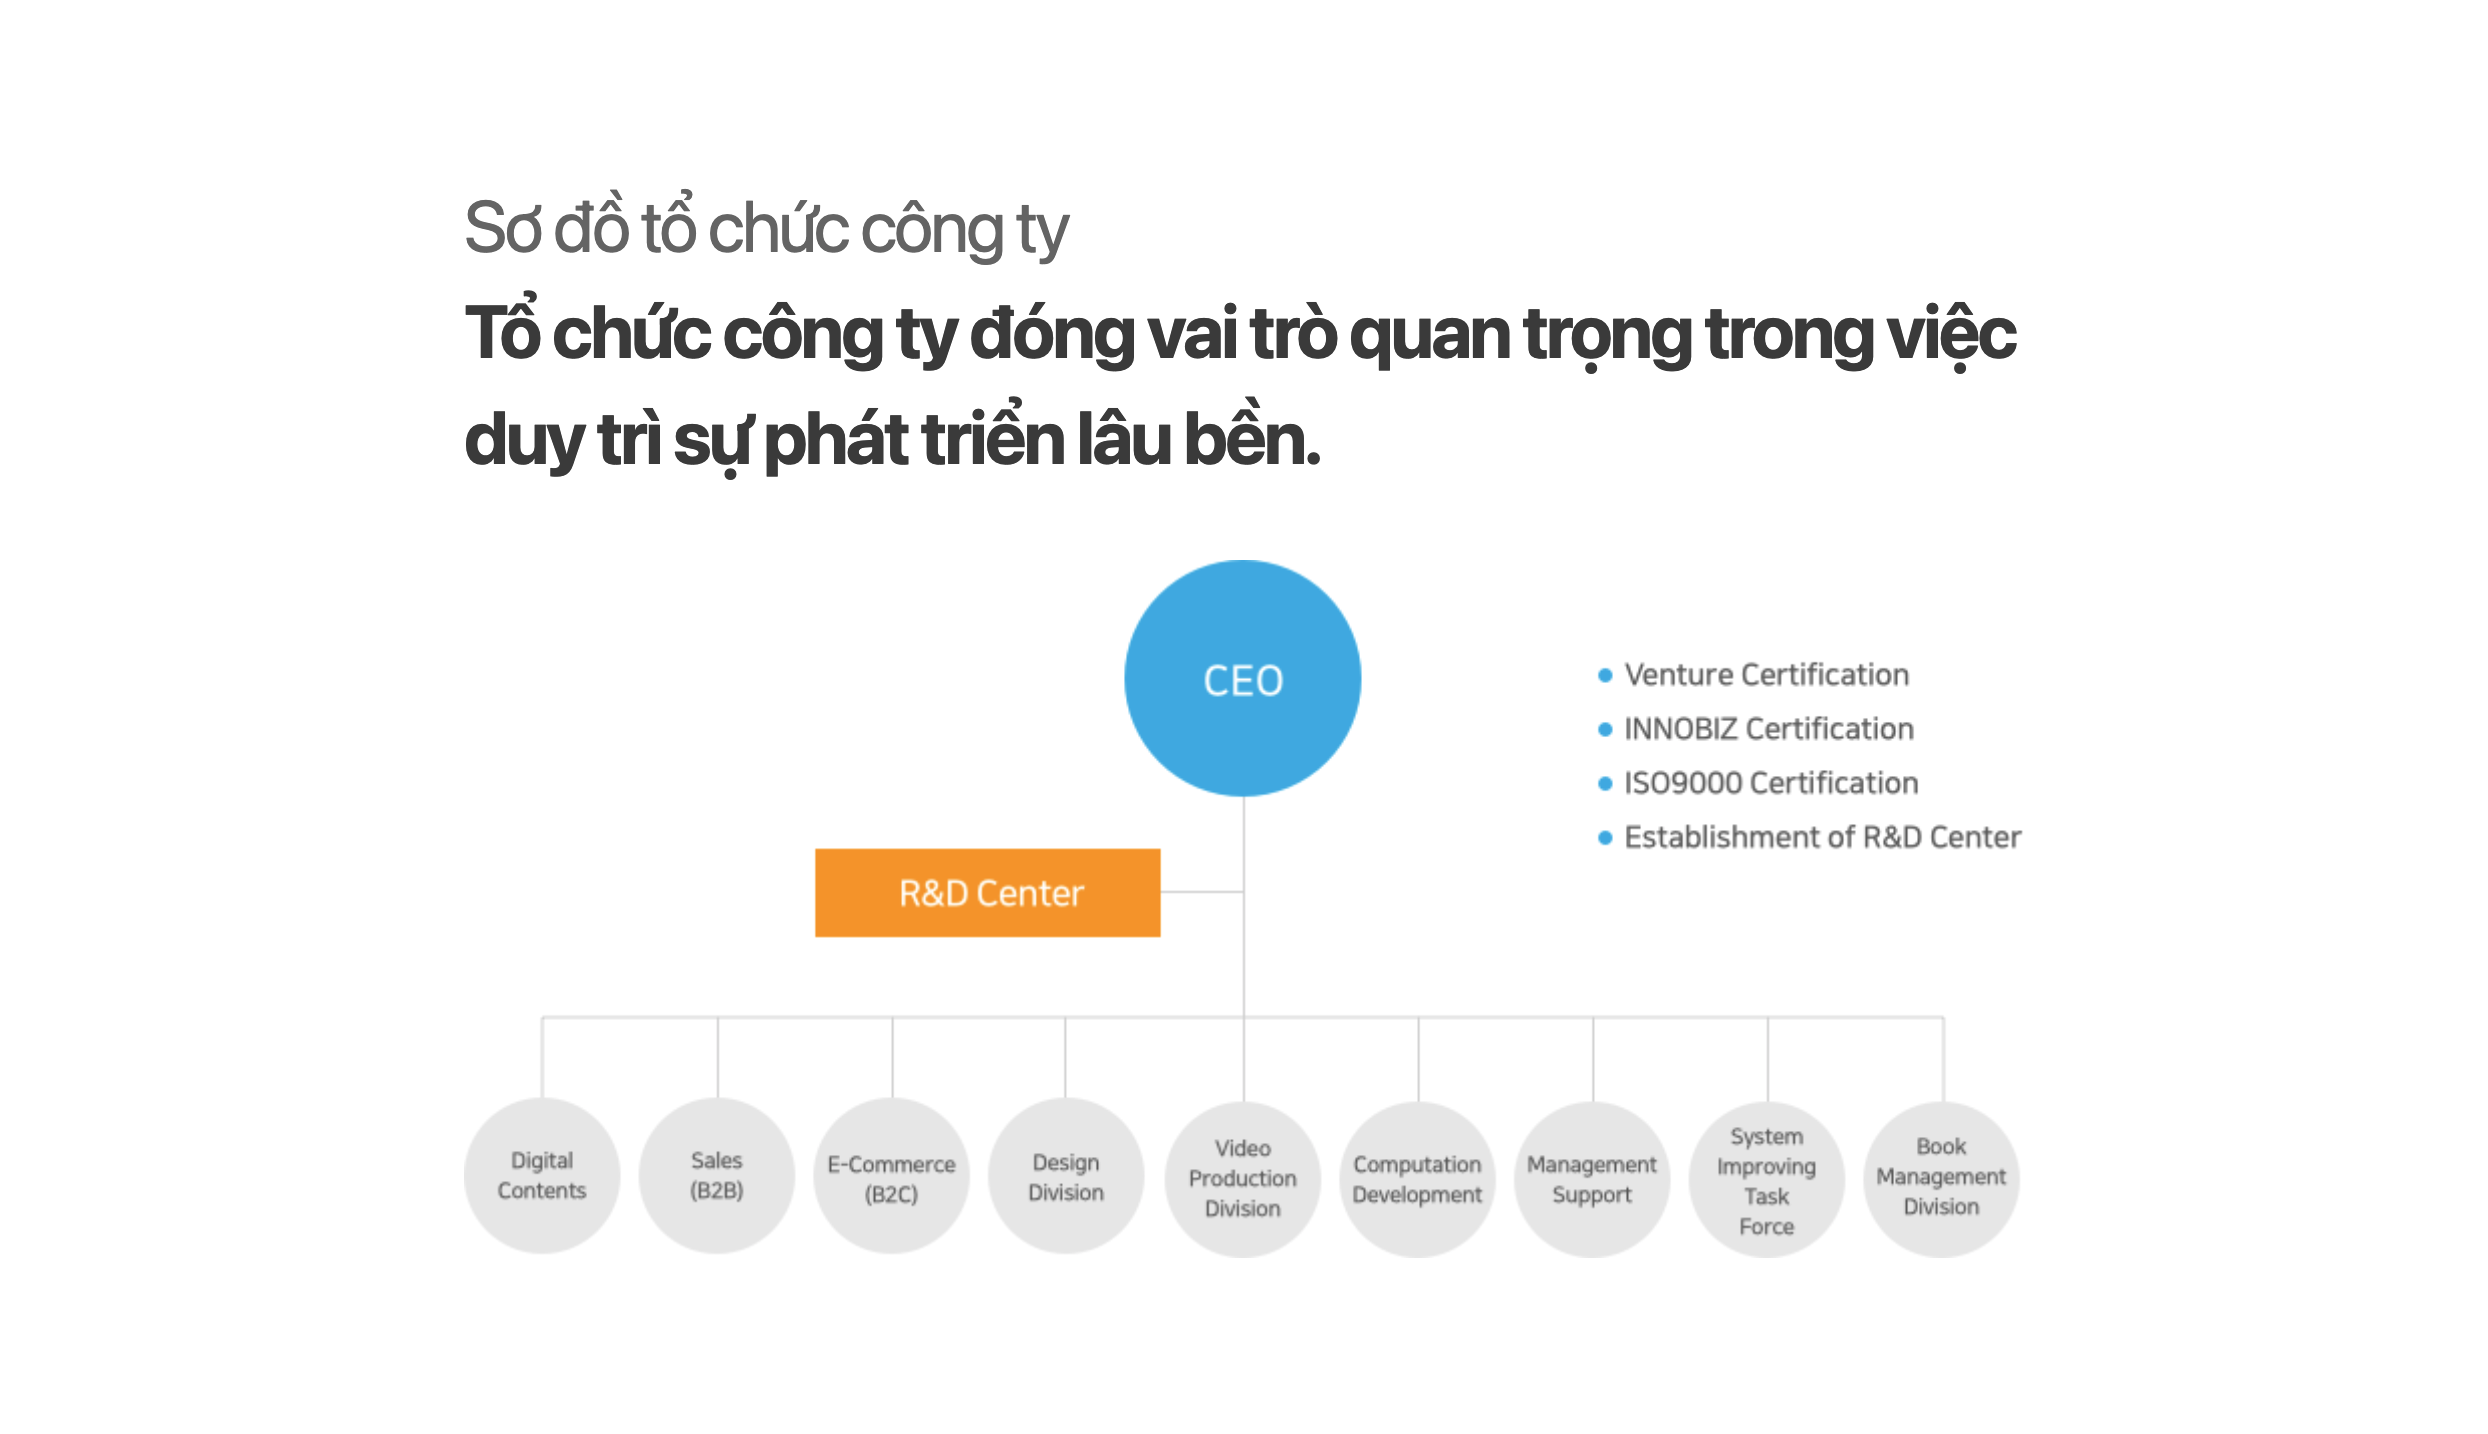 Sơ đồ tổ chức công ty
Tổ chức công ty đóng vai trò quan trọng trong việc
duy trì sự phát triển lâu bền.
CEO
Venture Certification
INNOBIZ Certification
ISO9000 Certification
Establishment of R&D Center
R&D Center
Digital
Contents
Sales
(B2B)
E-Commerce
(B2C)
Design
Division
Video
Production
Division
Computation
Development
Management
Support
System
Improving
Task
Force
Book
Management
Division